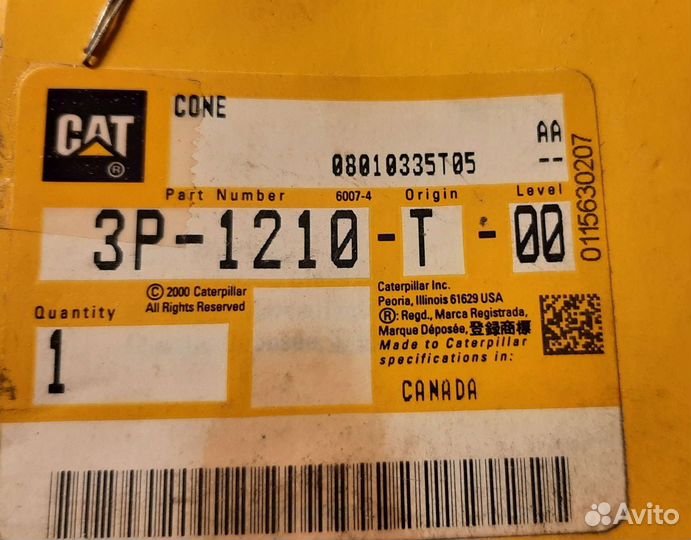 CONE
CAT
®
AA
08010335T05
--
Part Number 6007-4 Origin Level
3P-1210-T-00
0115630207
© 2000 Caterpillar
All Rights Reserved
Caterpillar Inc.
Peoria, Illinois 61629 USA
®: Regd., Marca Registrada,
Marque Déposée, 登録商標
Made to Caterpillar
specifications in:
CANADA
Quantity
1
Avito